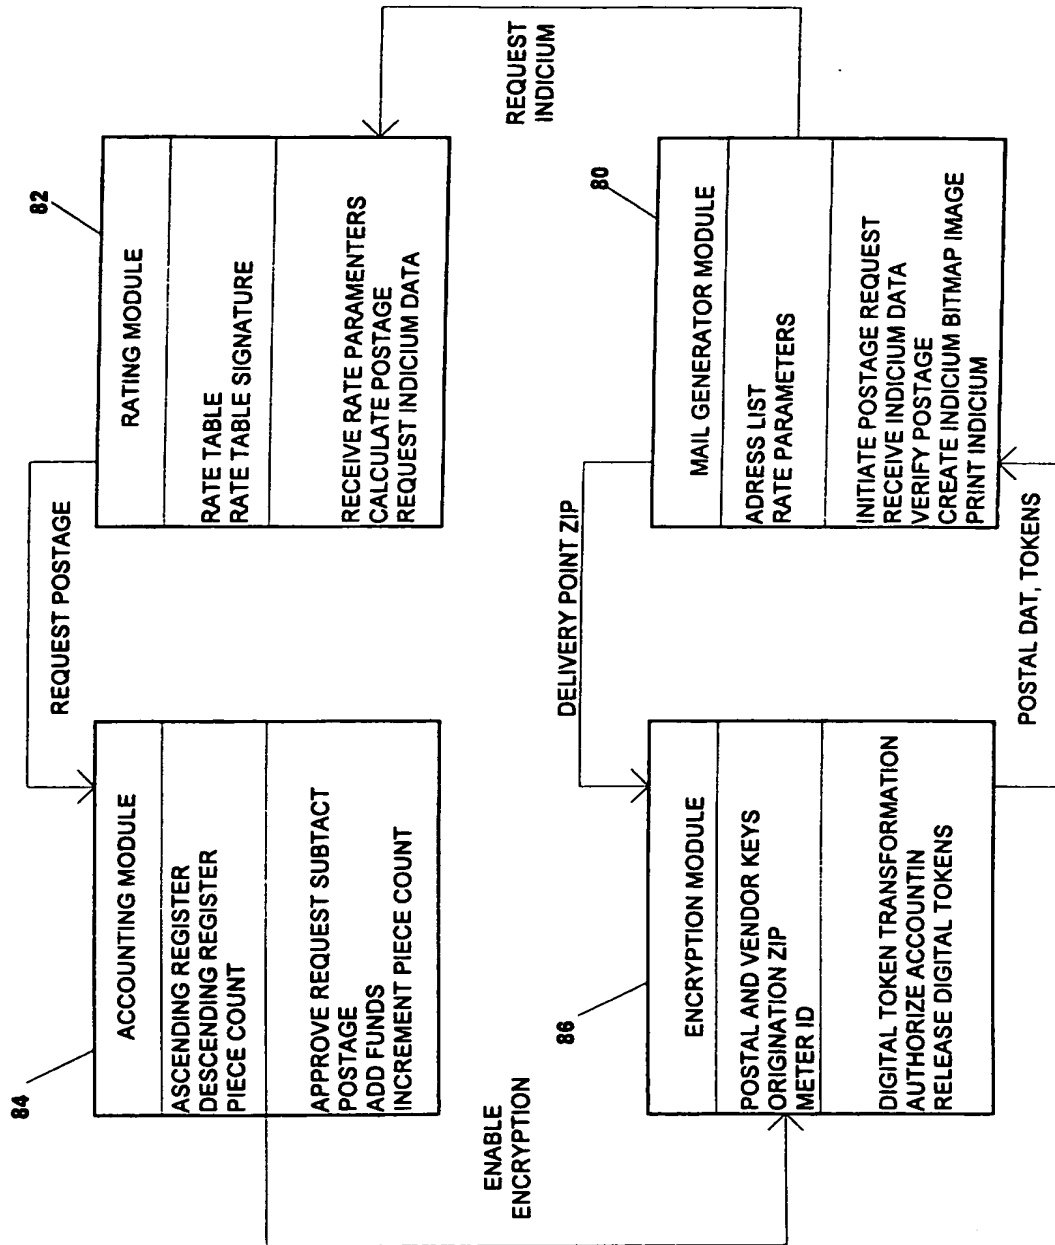 84
ACCOUNTING MODULE
ASCENDING REGISTER
DESCENDING REGISTER
PIECE COUNT
APPROVE REQUEST SUBTACT
POSTAGE
ADD FUNDS
INCREMENT PIECE COUNT
REQUEST POSTAGE
82
RATING MODULE
RATE TABLE
RATE TABLE SIGNATURE
RECEIVE RATE PARAMENTERS
CALCULATE POSTAGE
REQUEST INDICIUM DATA
REQUEST
INDICIUM
ENABLE
ENCRYPTION
86
ENCRYPTION MODULE
POSTAL AND VENDOR KEYS
ORIGINATION ZIP
METER ID
DIGITAL TOKEN TRANSFORMATION
AUTHORIZE ACCOUNTIN
RELEASE DIGITAL TOKENS
DELIVERY POINT ZIP
80
MAIL GENERATOR MODULE
ADRESS LIST
RATE PARAMETERS
INITIATE POSTAGE REQUEST
RECEIVE INDICIUM DATA
VERIFY POSTAGE
CREATE INDICIUM BITMAP IMAGE
PRINT INDICIUM
POSTAL DAT, TOKENS